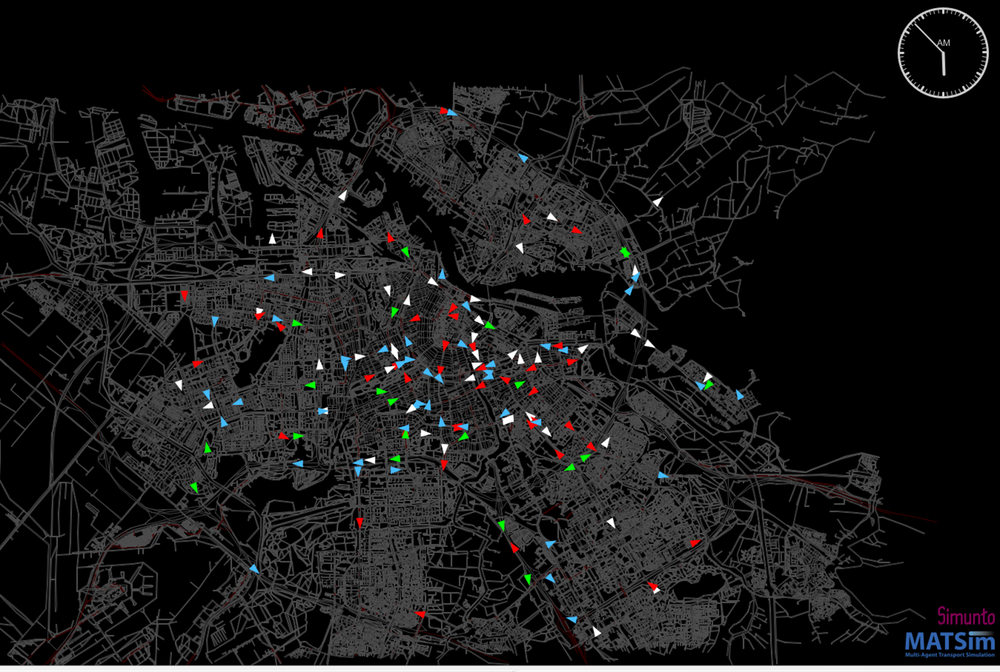 AM
Simunto
MATSim
Multi-Agent Transport Simulation